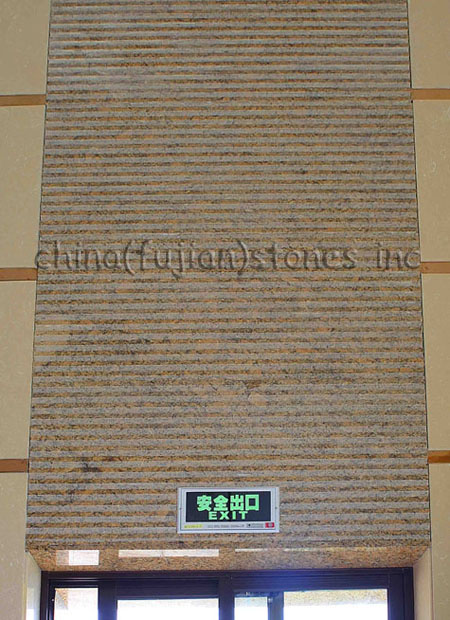 china(fujian)stones inc
安全出口
EXIT